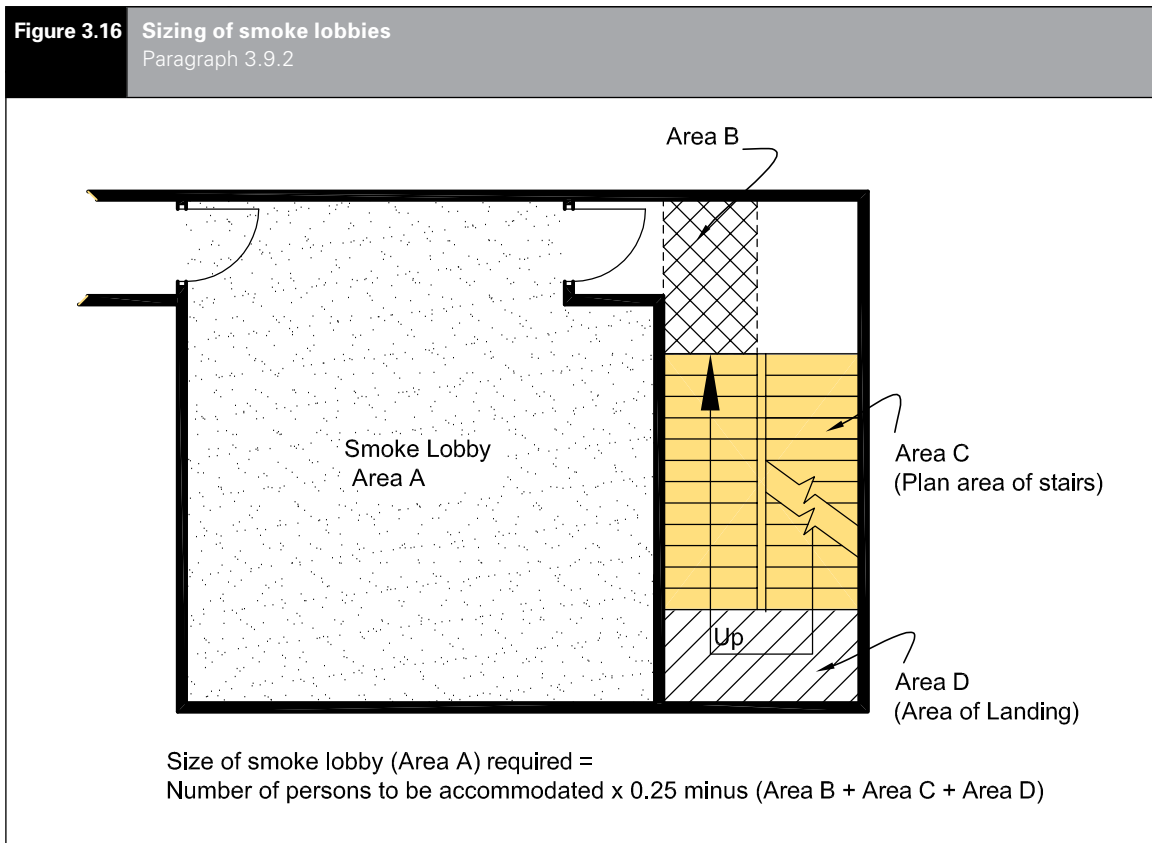 Figure 3.16
Sizing of smoke lobbies
Paragraph 3.9.2
Area B
Smoke Lobby
Area A
Area C
(Plan area of stairs)
Up
Area D
(Area of Landing)
Size of smoke lobby (Area A) required =
Number of persons to be accommodated x 0.25 minus (Area B + Area C + Area D)